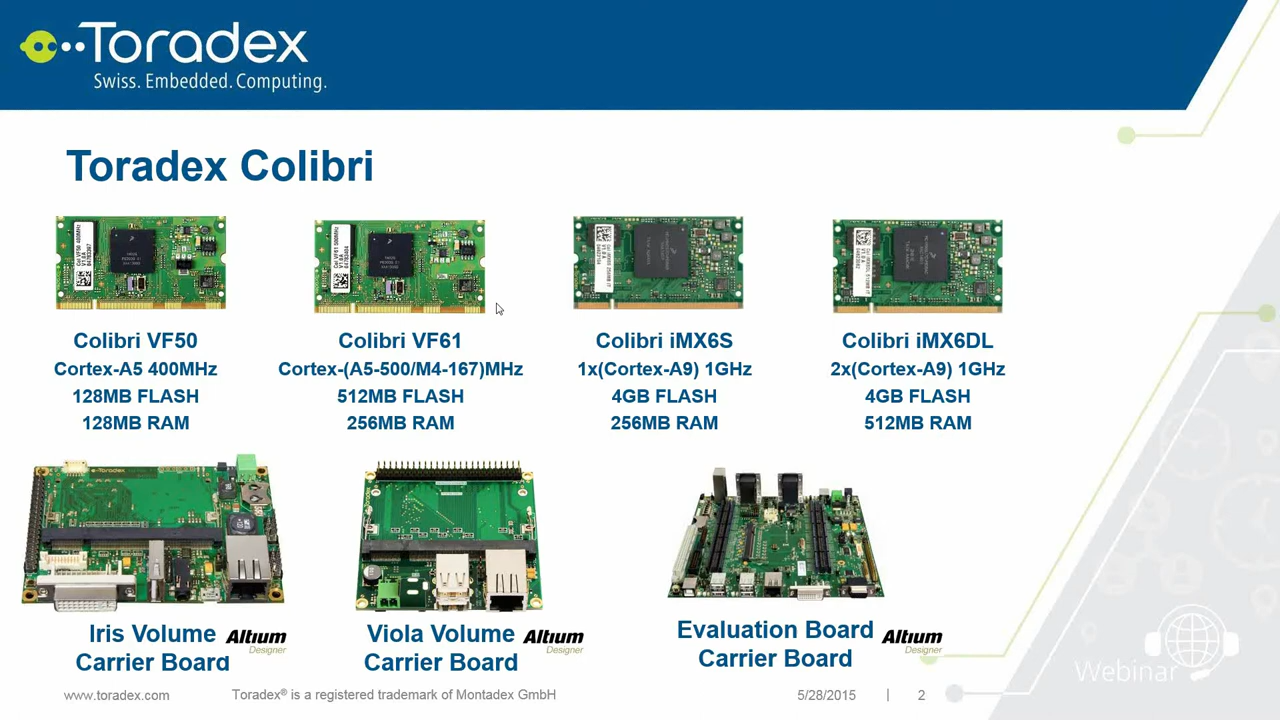 Toradex
Swiss. Embedded. Computing.
Toradex Colibri
Colibri VF50
Cortex-A5 400MHz
128MB FLASH
128MB RAM
Colibri VF61
Cortex-(A5-500/M4-167)MHz
512MB FLASH
256MB RAM
Colibri iMX6S
1x(Cortex-A9) 1GHz
4GB FLASH
256MB RAM
Colibri iMX6DL
2x(Cortex-A9) 1GHz
4GB FLASH
512MB RAM
Iris Volume
Carrier Board
Altium
Designer
Viola Volume
Carrier Board
Altium
Designer
Evaluation Board
Carrier Board
Altium
Designer
Webinar
www.toradex.com
Toradex® is a registered trademark of Montadex GmbH
5/28/2015 | 2